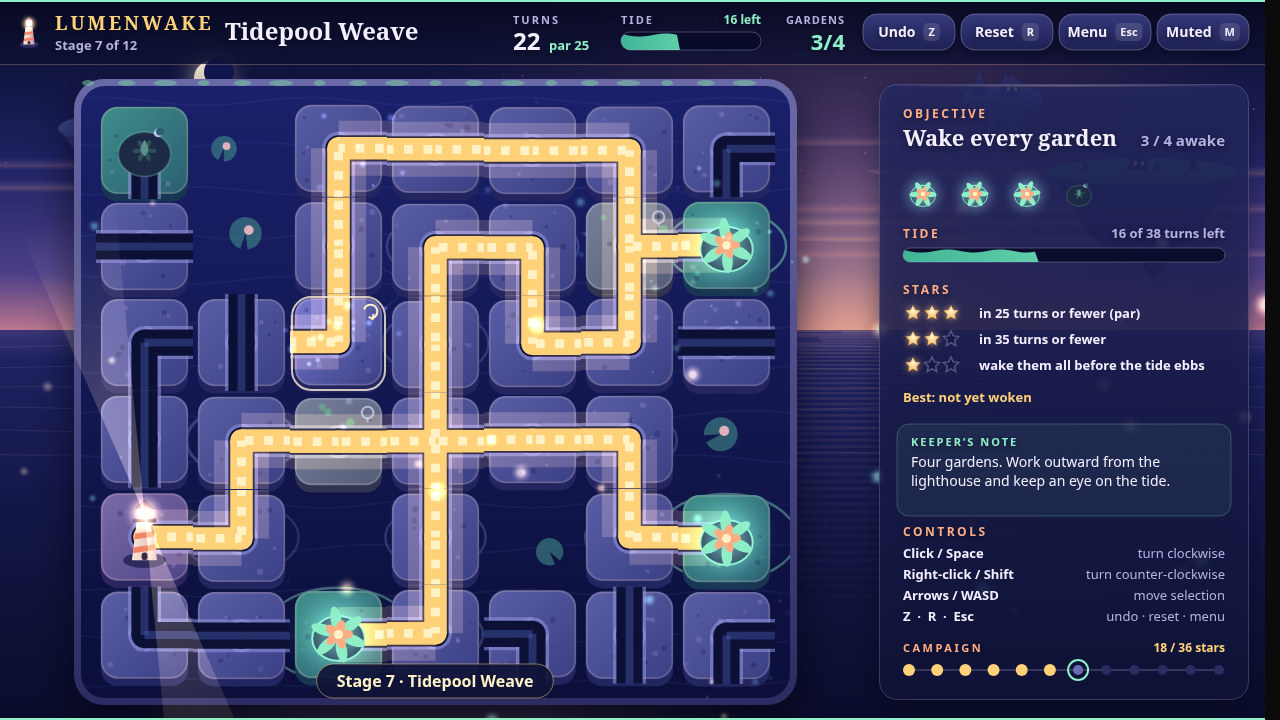 LUMENWAKE
Stage 7 of 12
Tidepool Weave
TURNS
22 par 25
TIDE
16 left
GARDENS
3/4
Undo Z
Reset R
Menu Esc
Muted M
OBJECTIVE
Wake every garden
3 / 4 awake
TIDE
16 of 38 turns left
STARS
in 25 turns or fewer (par)
in 35 turns or fewer
wake them all before the tide ebbs
Best: not yet woken
KEEPER'S NOTE
Four gardens. Work outward from the
lighthouse and keep an eye on the tide.
CONTROLS
Click / Space turn clockwise
Right-click / Shift turn counter-clockwise
Arrows / WASD move selection
Z · R · Esc undo · reset · menu
CAMPAIGN
18 / 36 stars
Stage 7 · Tidepool Weave